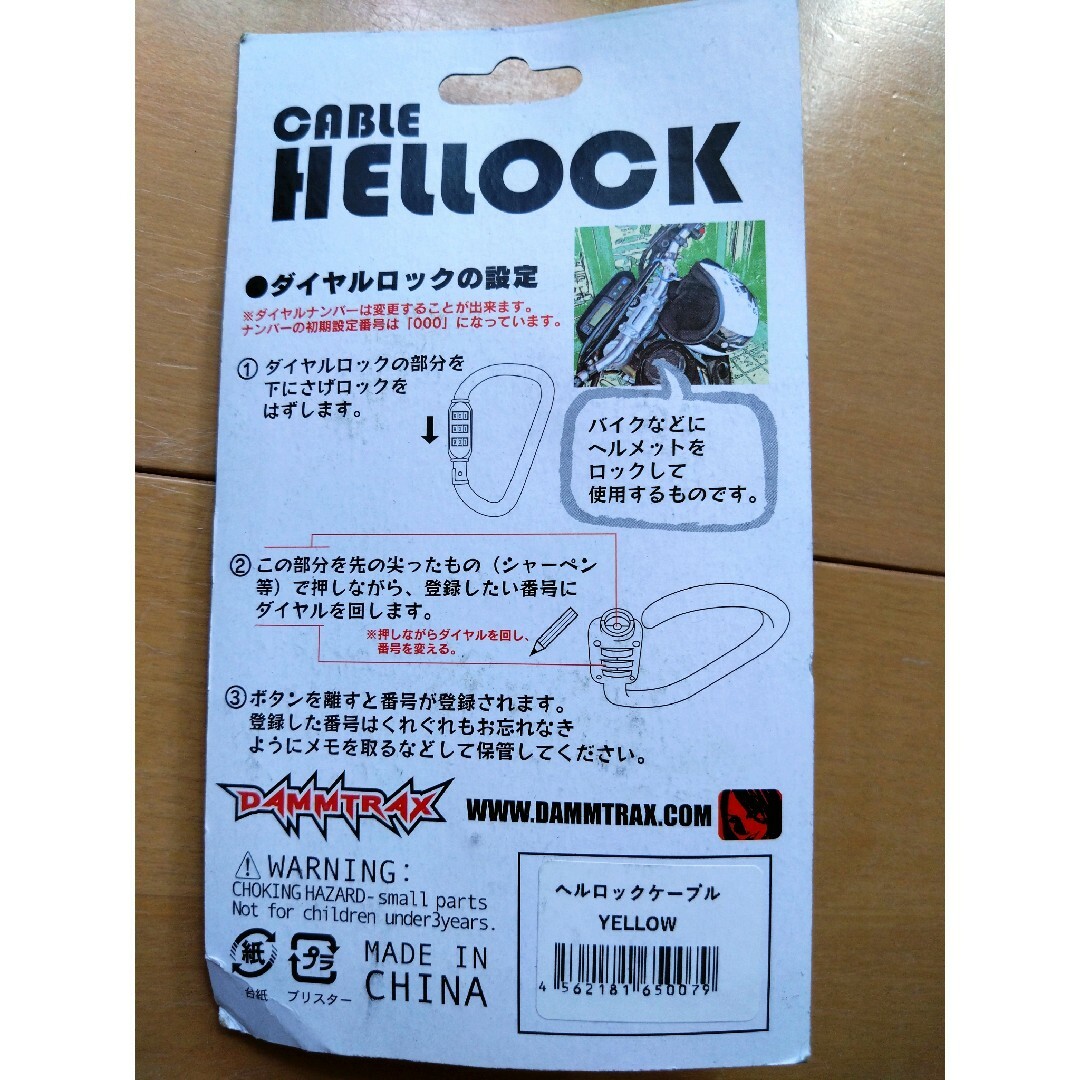 CABLE
HELLOCK
●ダイヤルロックの設定
※ダイヤルナンバーは変更することが出来ます。
ナンバーの初期設定番号は「000」になっています。
① ダイヤルロックの部分を
下にさげロックを
はずします。
バイクなどに
ヘルメットを
ロックして
使用するものです。
② この部分を先の尖ったもの（シャーペン
等）で押しながら、登録したい番号に
ダイヤルを回します。
※押しながらダイヤルを回し、
番号を変える。
③ ボタンを離すと番号が登録されます。
登録した番号はくれぐれもお忘れなき
ようにメモを取るなどして保管してください。
DAMMTRAX
WWW.DAMMTRAX.COM
⚠ WARNING:
CHOKING HAZARD-small parts
Not for children under3years.
紙
台紙
プラ
ブリスター
MADE IN
CHINA
ヘルロックケーブル
YELLOW
4 562181 650079